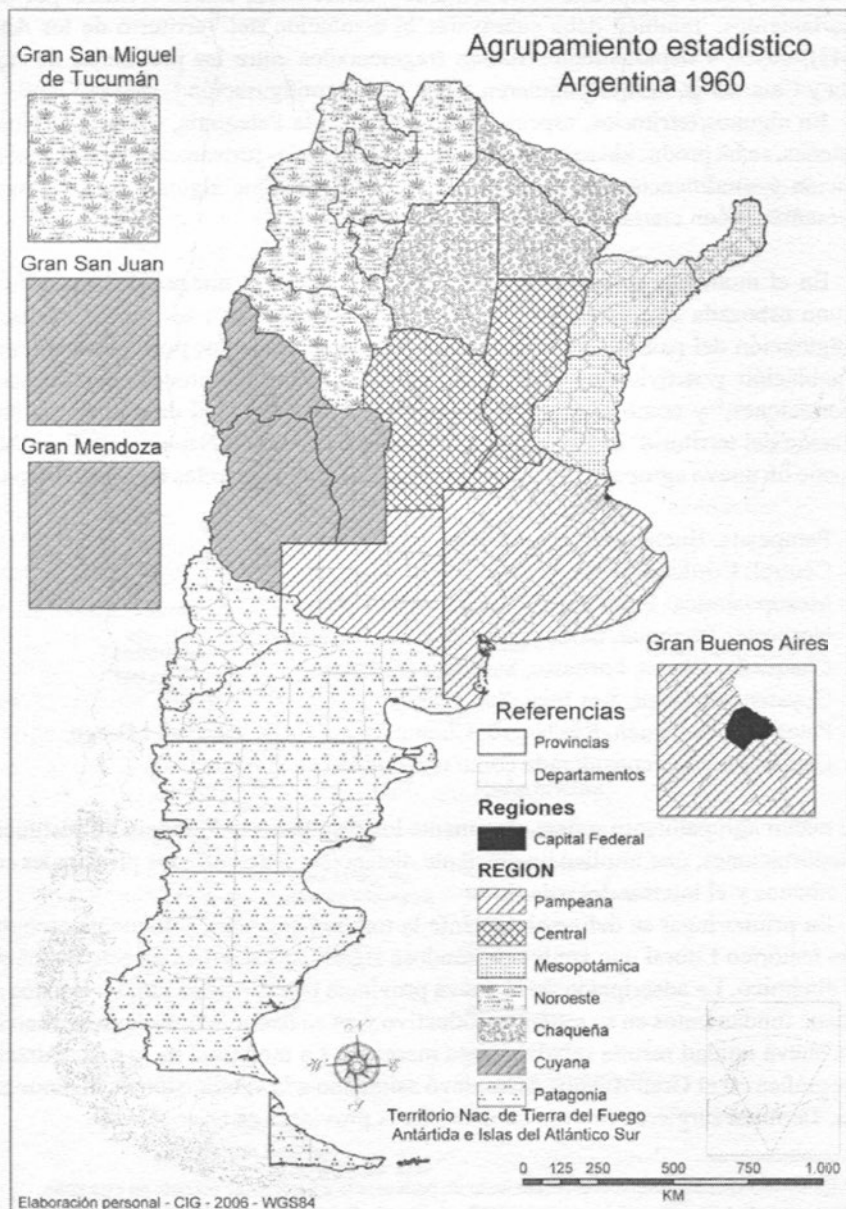 Gran San Miguel
de Tucumán
Agrupamiento estadístico
Argentina 1960
Gran San Juan
Gran Mendoza
Gran Buenos Aires
Referencias
Provincias
Departamentos
Regiones
Capital Federal
REGION
Pampeana
Central
Mesopotámica
Noroeste
Chaqueña
Cuyana
Patagonia
Territorio Nac. de Tierra del Fuego
Antártida e Islas del Atlántico Sur
0 125 250 500 750 1.000
KM
Elaboración personal - CIG - 2006 - WGS84